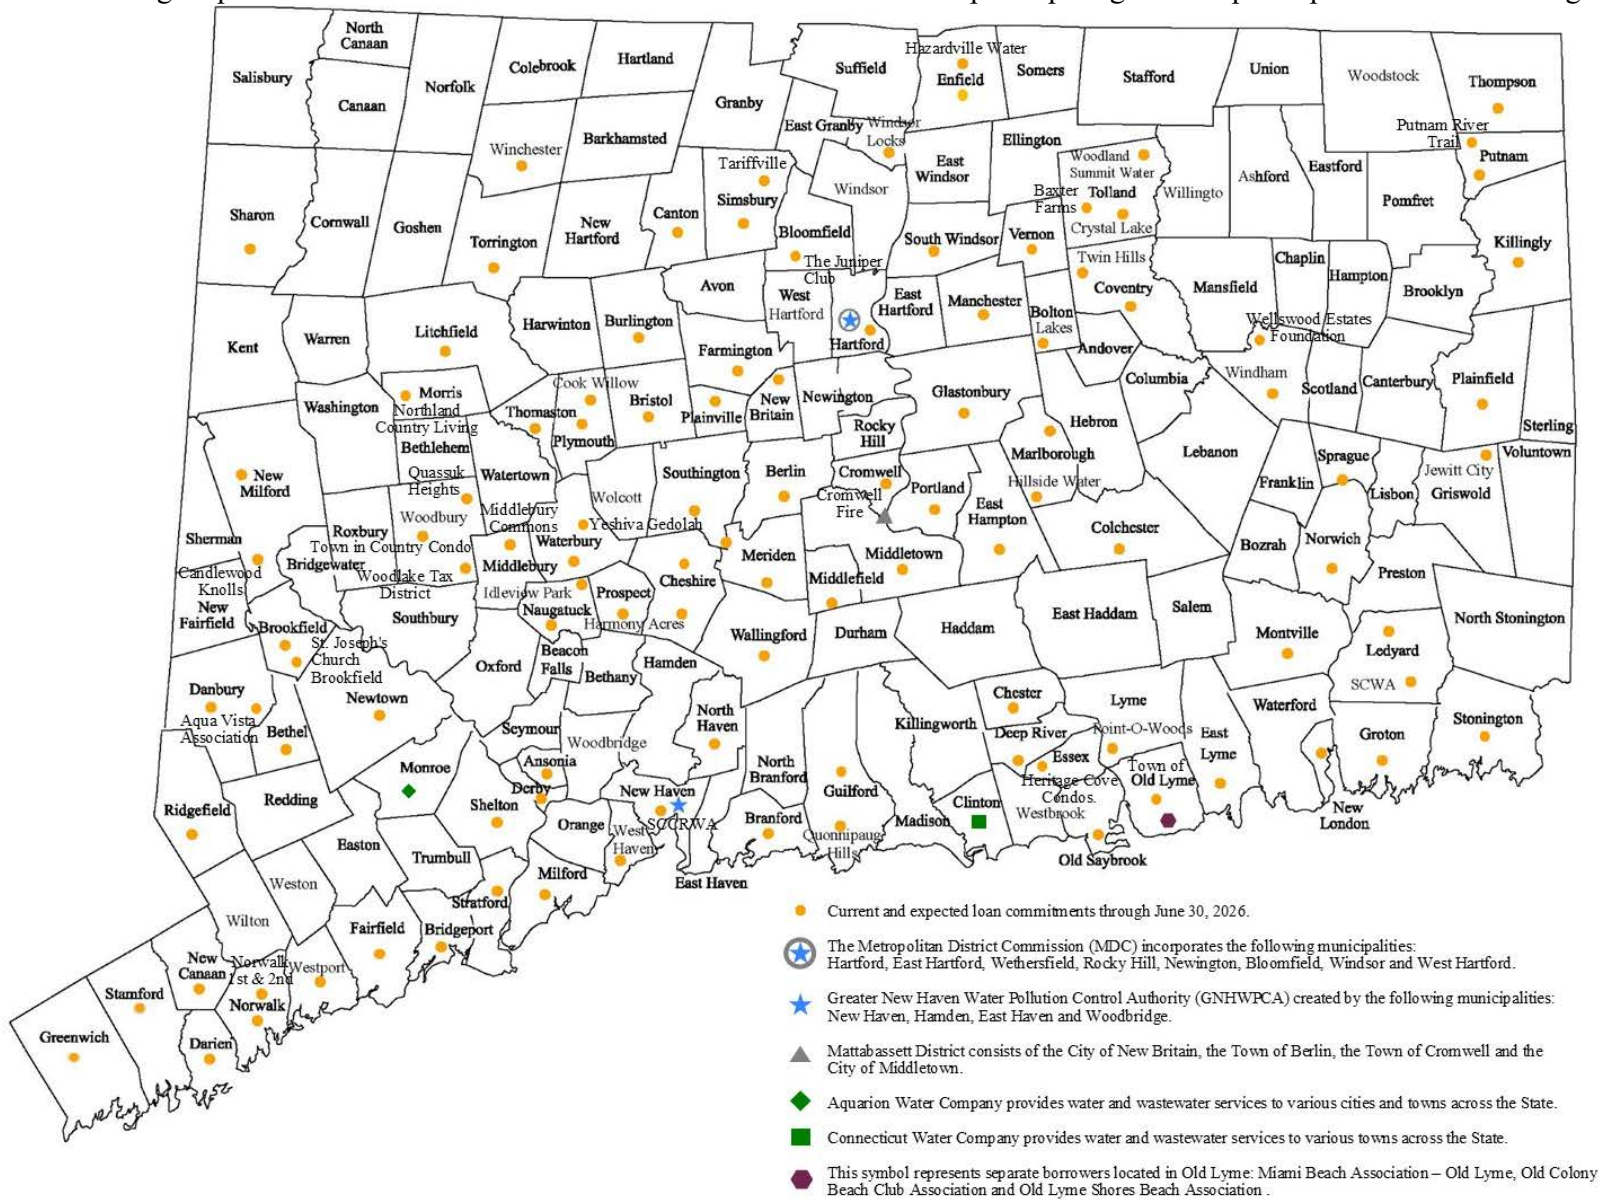 North
Canaan
Salisbury
Canaan
Norfolk
Colebrook
Hartland
Granby
Suffield
Hazardville Water
Enfield
Somers
Stafford
Union
Woodstock
Thompson
Winchester
Barkhamsted
East Granby
Windsor
Locks
East
Windsor
Ellington
Woodland
Summit Water
Baxter
Farms
Tolland
Crystal Lake
Willingto
Ashford
Eastford
Pomfret
Putnam River
Trail
Putnam
Sharon
Cornwall
Goshen
Torrington
New
Hartford
Canton
Tariffville
Simsbury
Bloomfield
Windsor
The Juniper
Club
South Windsor
Vernon
Twin Hills
Coventry
Mansfield
Chaplin
Hampton
Brooklyn
Killingly
Kent
Warren
Litchfield
Harwinton
Burlington
Avon
West
Hartford
Hartford
East
Hartford
Manchester
Bolton
Lakes
Andover
Columbia
Wellswood Estates
Foundation
Windham
Scotland
Canterbury
Plainfield
Sterling
Washington
Morris
Northland
Country Living
Bethlehem
Thomaston
Cook Willow
Plymouth
Bristol
Farmington
Plainville
New
Britain
Newington
Rocky
Hill
Glastonbury
Marlborough
Hebron
Lebanon
Franklin
Sprague
Lisbon
Jewitt City
Griswold
Voluntown
New
Milford
Quassuk
Heights
Woodbury
Watertown
Middlebury
Commons
Wolcott
Yeshiva Gedolah
Waterbury
Southington
Berlin
Cromwell
Cromwell
Fire
Portland
Hillside Water
East
Hampton
Colchester
Bozrah
Norwich
Preston
Sherman
Roxbury
Bridgewater
Town in Country Condo
Woodlake Tax
District
Middlebury
Idleview Park
Naugatuck
Prospect
Harmony Acres
Cheshire
Meriden
Middlefield
Middletown
Candlewood
Knolls
New
Fairfield
Brookfield
St. Joseph's
Church
Brookfield
Southbury
Oxford
Beacon
Falls
Bethany
Hamden
Wallingford
Durham
Haddam
East Haddam
Salem
Montville
Ledyard
SCWA
North Stonington
Danbury
Aqua Vista
Association
Bethel
Newtown
Seymour
Woodbridge
North
Haven
Killingworth
Chester
Deep River
Essex
Heritage Cove
Condos.
Westbrook
Lyme
Point-O-Woods
Town of
Old Lyme
East
Lyme
Waterford
Groton
Stonington
Monroe
Ansonia
Derby
Shelton
New Haven
SCCRWA
North
Branford
Guilford
Quonnipaug
Hills
Branford
Madison
Clinton
Old Saybrook
New
London
Ridgefield
Redding
Easton
Trumbull
Orange
West
Haven
Milford
East Haven
Weston
Wilton
Fairfield
Stratford
Bridgeport
New
Canaan
Norwalk
1st & 2nd
Norwalk
Westport
Stamford
Greenwich
Darien
Current and expected loan commitments through June 30, 2026.
The Metropolitan District Commission (MDC) incorporates the following municipalities:
Hartford, East Hartford, Wethersfield, Rocky Hill, Newington, Bloomfield, Windsor and West Hartford.
Greater New Haven Water Pollution Control Authority (GNHWPCA) created by the following municipalities:
New Haven, Hamden, East Haven and Woodbridge.
Mattabassett District consists of the City of New Britain, the Town of Berlin, the Town of Cromwell and the
City of Middletown.
Aquarion Water Company provides water and wastewater services to various cities and towns across the State.
Connecticut Water Company provides water and wastewater services to various towns across the State.
This symbol represents separate borrowers located in Old Lyme: Miami Beach Association – Old Lyme, Old Colony
Beach Club Association and Old Lyme Shores Beach Association .